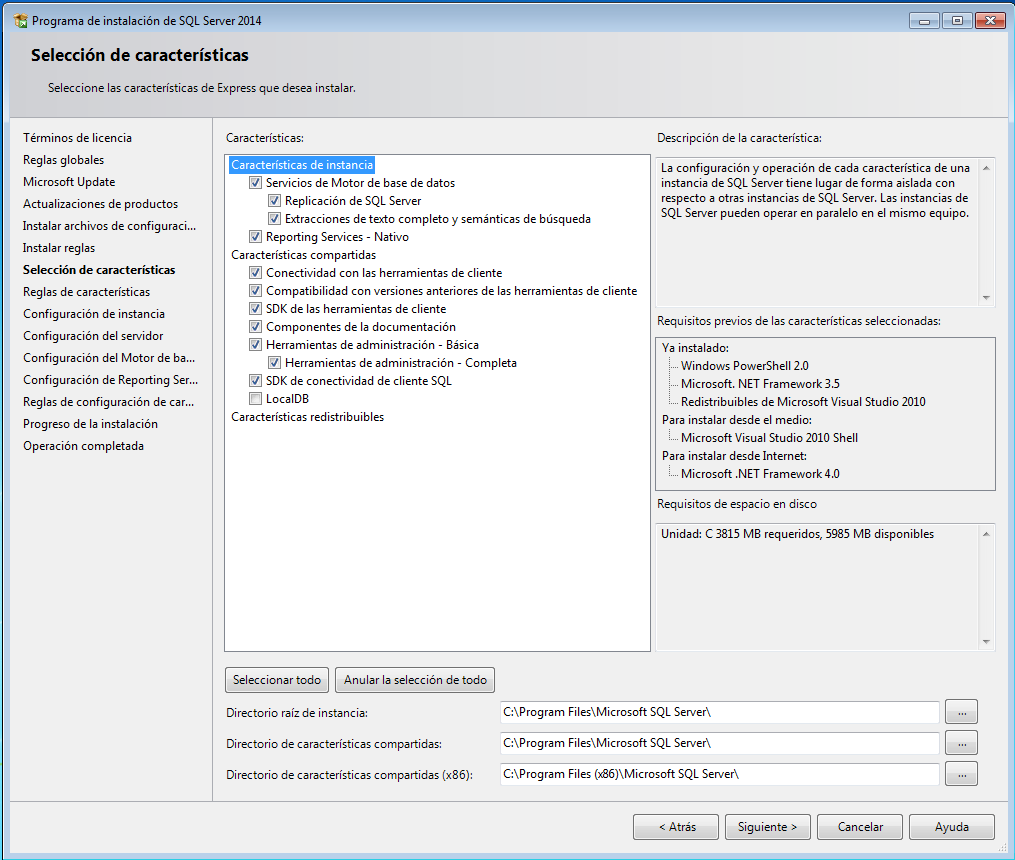 Programa de instalación de SQL Server 2014
Selección de características
Seleccione las características de Express que desea instalar.
Términos de licencia
Reglas globales
Microsoft Update
Actualizaciones de productos
Instalar archivos de configuraci...
Instalar reglas
Selección de características
Reglas de características
Configuración de instancia
Configuración del servidor
Configuración del Motor de ba...
Configuración de Reporting Ser...
Reglas de configuración de car...
Progreso de la instalación
Operación completada
Características:
Características de instancia
Servicios de Motor de base de datos
Replicación de SQL Server
Extracciones de texto completo y semánticas de búsqueda
Reporting Services - Nativo
Características compartidas
Conectividad con las herramientas de cliente
Compatibilidad con versiones anteriores de las herramientas de cliente
SDK de las herramientas de cliente
Componentes de la documentación
Herramientas de administración - Básica
Herramientas de administración - Completa
SDK de conectividad de cliente SQL
LocalDB
Características redistribuibles
Descripción de la característica:
La configuración y operación de cada característica de una
instancia de SQL Server tiene lugar de forma aislada con
respecto a otras instancias de SQL Server. Las instancias de
SQL Server pueden operar en paralelo en el mismo equipo.
Requisitos previos de las características seleccionadas:
Ya instalado:
Windows PowerShell 2.0
Microsoft. NET Framework 3.5
Redistribuibles de Microsoft Visual Studio 2010
Para instalar desde el medio:
Microsoft Visual Studio 2010 Shell
Para instalar desde Internet:
Microsoft .NET Framework 4.0
Requisitos de espacio en disco
Unidad: C 3815 MB requeridos, 5985 MB disponibles
Seleccionar todo
Anular la selección de todo
Directorio raíz de instancia:
C:\Program Files\Microsoft SQL Server\
...
Directorio de características compartidas:
C:\Program Files\Microsoft SQL Server\
...
Directorio de características compartidas (x86):
C:\Program Files (x86)\Microsoft SQL Server\
...
< Atrás
Siguiente >
Cancelar
Ayuda